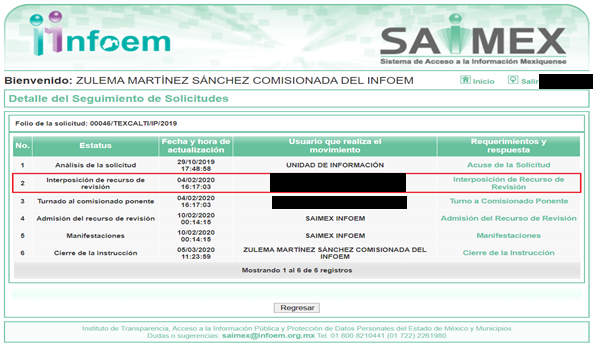 infoem
SAIMEX
Sistema de Acceso a la Información Mexiquense
Bienvenido: ZULEMA MARTÍNEZ SÁNCHEZ COMISIONADA DEL INFOEM
Inicio
Salir
Detalle del Seguimiento de Solicitudes
Folio de la solicitud: 00046/TEXCALTI/IP/2019
No. Estatus Fecha y hora de actualización Usuario que realiza el movimiento Requerimientos y respuesta
1 Análisis de la solicitud 29/10/2019 17:48:58 UNIDAD DE INFORMACIÓN Acuse de la Solicitud
2 Interposición de recurso de revisión 04/02/2020 16:17:03 Interposición de Recurso de Revisión
3 Turnado al comisionado ponente 04/02/2020 16:17:03 Turno a Comisionado Ponente
4 Admisión del recurso de revisión 10/02/2020 00:14:15 SAIMEX INFOEM Admisión del Recurso de Revisión
5 Manifestaciones 10/02/2020 00:14:15 SAIMEX INFOEM Manifestaciones
6 Cierre de la instrucción 05/03/2020 11:23:59 ZULEMA MARTÍNEZ SÁNCHEZ COMISIONADA DEL INFOEM Cierre de la instrucción
Mostrando 1 al 6 de 6 registros
Regresar
Instituto de Transparencia, Acceso a la Información Pública y Protección de Datos Personales del Estado de México y Municipios
Dudas o sugerencias: saimex@infoem.org.mx Tel. 01 800 8210441 (01 722) 2261980